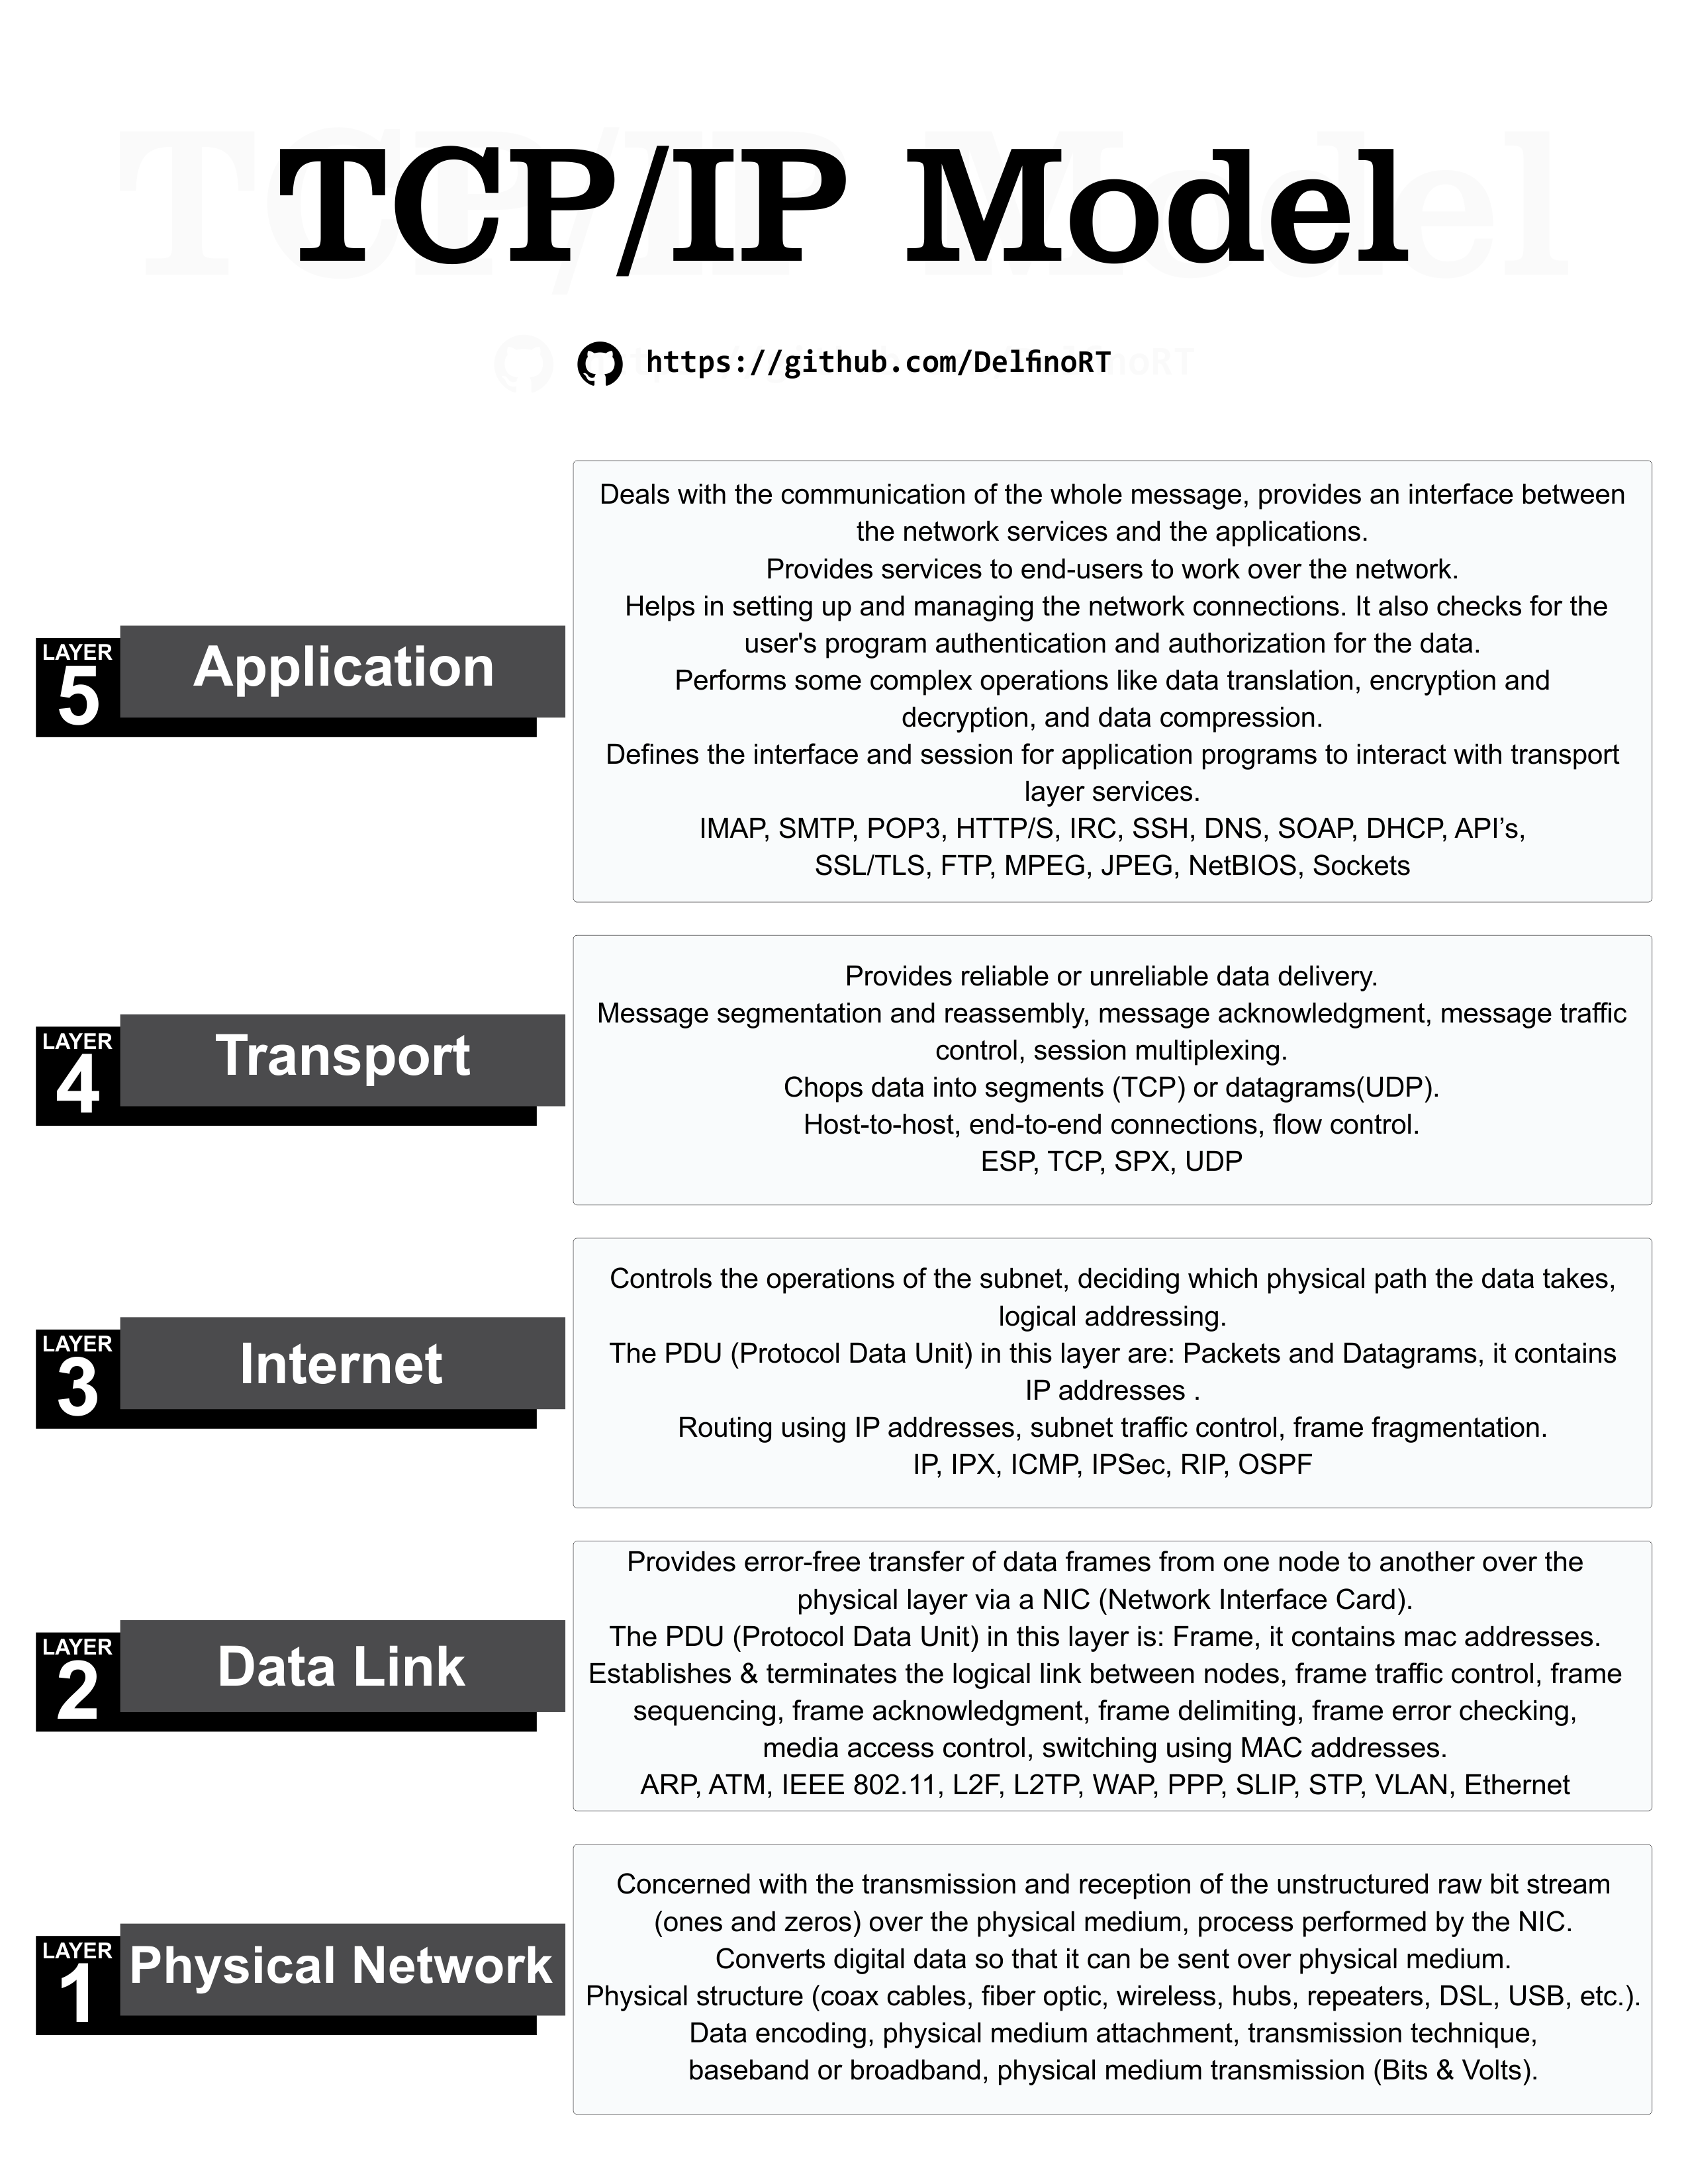 TCP/IP Model
https://github.com/DelfinoRT
LAYER
5
Application
Deals with the communication of the whole message, provides an interface between
the network services and the applications.
Provides services to end-users to work over the network.
Helps in setting up and managing the network connections. It also checks for the
user's program authentication and authorization for the data.
Performs some complex operations like data translation, encryption and
decryption, and data compression.
Defines the interface and session for application programs to interact with transport
layer services.
IMAP, SMTP, POP3, HTTP/S, IRC, SSH, DNS, SOAP, DHCP, API’s,
SSL/TLS, FTP, MPEG, JPEG, NetBIOS, Sockets
LAYER
4
Transport
Provides reliable or unreliable data delivery.
Message segmentation and reassembly, message acknowledgment, message traffic
control, session multiplexing.
Chops data into segments (TCP) or datagrams(UDP).
Host-to-host, end-to-end connections, flow control.
ESP, TCP, SPX, UDP
LAYER
3
Internet
Controls the operations of the subnet, deciding which physical path the data takes,
logical addressing.
The PDU (Protocol Data Unit) in this layer are: Packets and Datagrams, it contains
IP addresses .
Routing using IP addresses, subnet traffic control, frame fragmentation.
IP, IPX, ICMP, IPSec, RIP, OSPF
LAYER
2
Data Link
Provides error-free transfer of data frames from one node to another over the
physical layer via a NIC (Network Interface Card).
The PDU (Protocol Data Unit) in this layer is: Frame, it contains mac addresses.
Establishes & terminates the logical link between nodes, frame traffic control, frame
sequencing, frame acknowledgment, frame delimiting, frame error checking,
media access control, switching using MAC addresses.
ARP, ATM, IEEE 802.11, L2F, L2TP, WAP, PPP, SLIP, STP, VLAN, Ethernet
LAYER
1
Physical Network
Concerned with the transmission and reception of the unstructured raw bit stream
(ones and zeros) over the physical medium, process performed by the NIC.
Converts digital data so that it can be sent over physical medium.
Physical structure (coax cables, fiber optic, wireless, hubs, repeaters, DSL, USB, etc.).
Data encoding, physical medium attachment, transmission technique,
baseband or broadband, physical medium transmission (Bits & Volts).